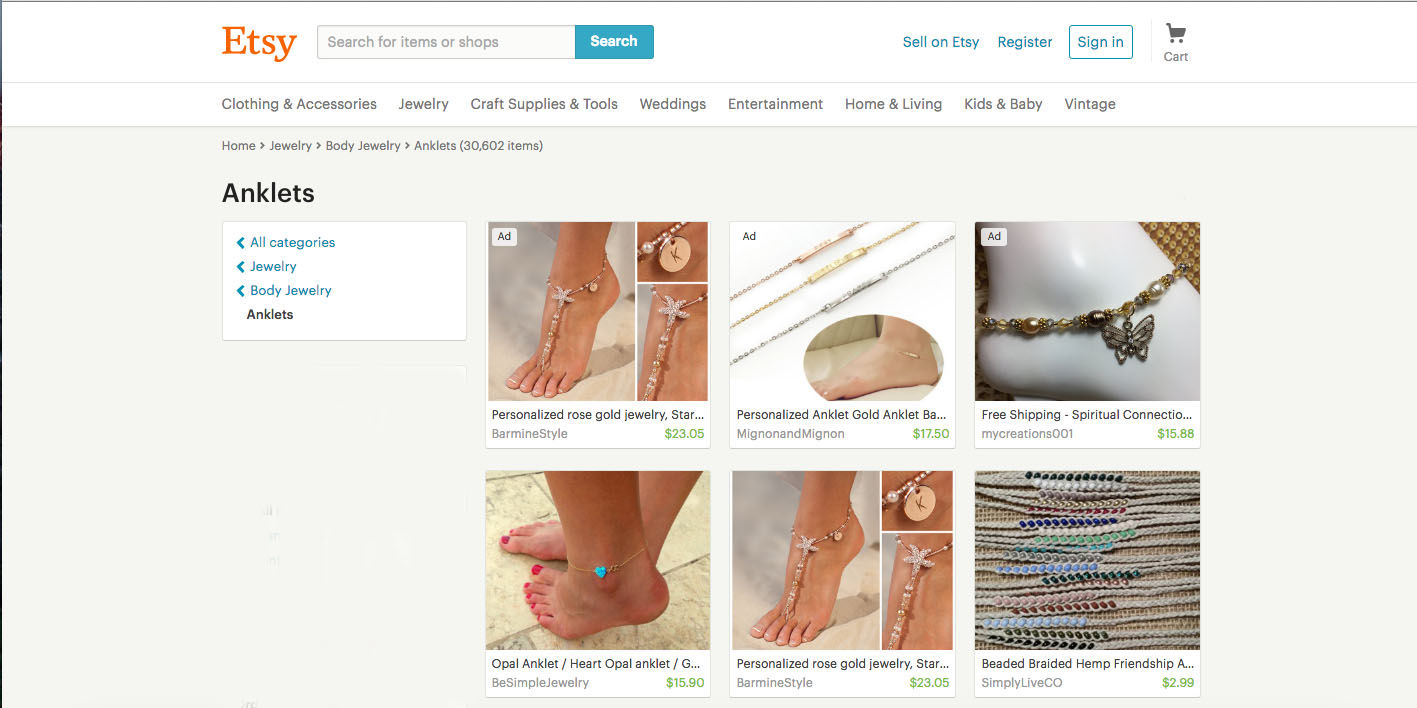 Etsy
Search for items or shops
Search
Sell on Etsy
Register
Sign in
Cart
Clothing & Accessories Jewelry Craft Supplies & Tools Weddings Entertainment Home & Living Kids & Baby Vintage
Home > Jewelry > Body Jewelry > Anklets (30,602 items)
Anklets
All categories
Jewelry
Body Jewelry
Anklets
Ad
K
Personalized rose gold jewelry, Star...
BarmineStyle $23.05
Ad
Personalized Anklet Gold Anklet Ba...
MignonandMignon $17.50
Ad
Free Shipping - Spiritual Connectio...
mycreations001 $15.88
Opal Anklet / Heart Opal anklet / G...
BeSimpleJewelry $15.90
K
Personalized rose gold jewelry, Star...
BarmineStyle $23.05
Beaded Braided Hemp Friendship A...
SimplyLiveCO $2.99